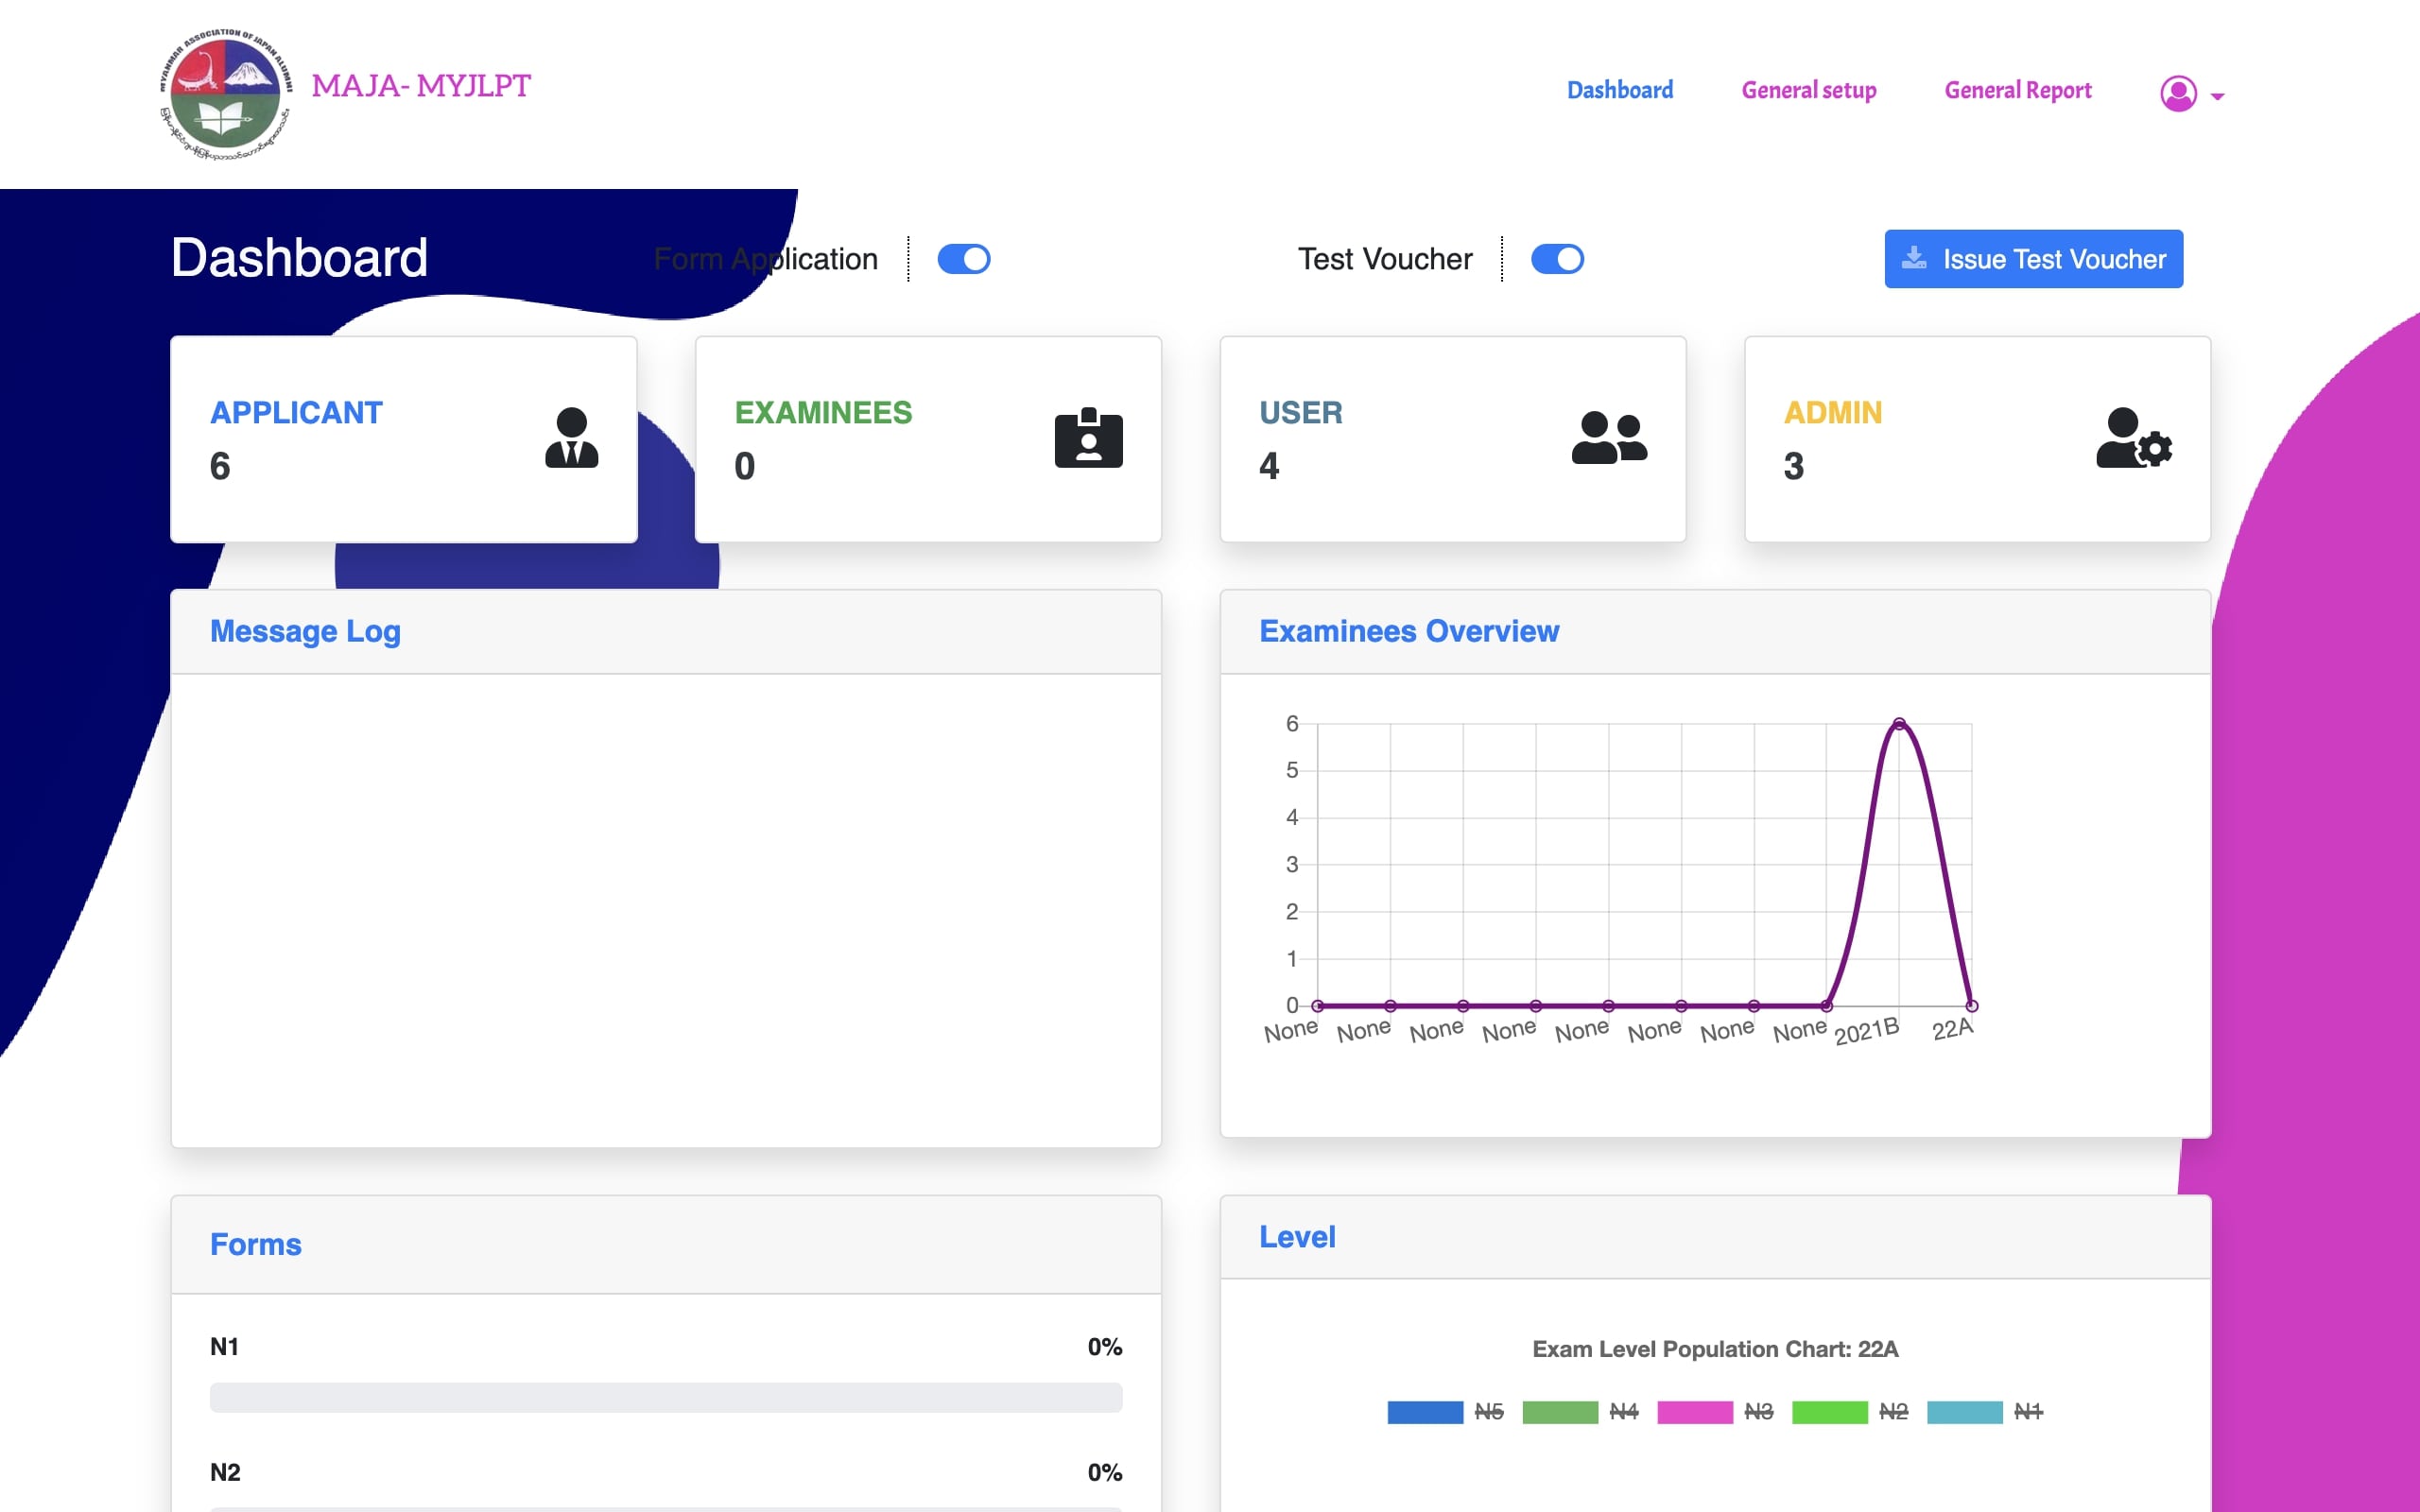 MYANMAR ASSOCIATION OF JAPAN ALUMNI
MAJA- MYJLPT
Dashboard
General setup
General Report
Dashboard
Form Application
Test Voucher
Issue Test Voucher
APPLICANT
6
EXAMINEES
0
USER
4
ADMIN
3
Message Log
Examinees Overview
6
5
4
3
2
1
0
None None None None None None None None 2021B 22A
Forms
N1 0%
N2 0%
Level
Exam Level Population Chart: 22A
N5 N4 N3 N2 N1